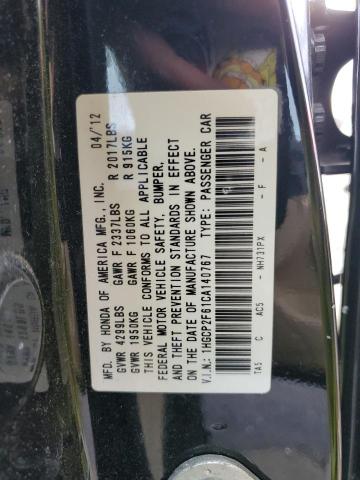 MFD. BY HONDA OF AMERICA MFG., INC. 04/'12
GVWR 4299LBS GAWR F 2337LBS R 2017LBS
GVWR 1950KG GAWR F 1060KG R 915KG
THIS VEHICLE CONFORMS TO ALL APPLICABLE
FEDERAL MOTOR VEHICLE SAFETY, BUMPER,
AND THEFT PREVENTION STANDARDS IN EFFECT
ON THE DATE OF MANUFACTURE SHOWN ABOVE.
V.I.N.: 1HGCP2F61CA140767 TYPE: PASSENGER CAR
TA5 C AC5 - NH731PX - F - A